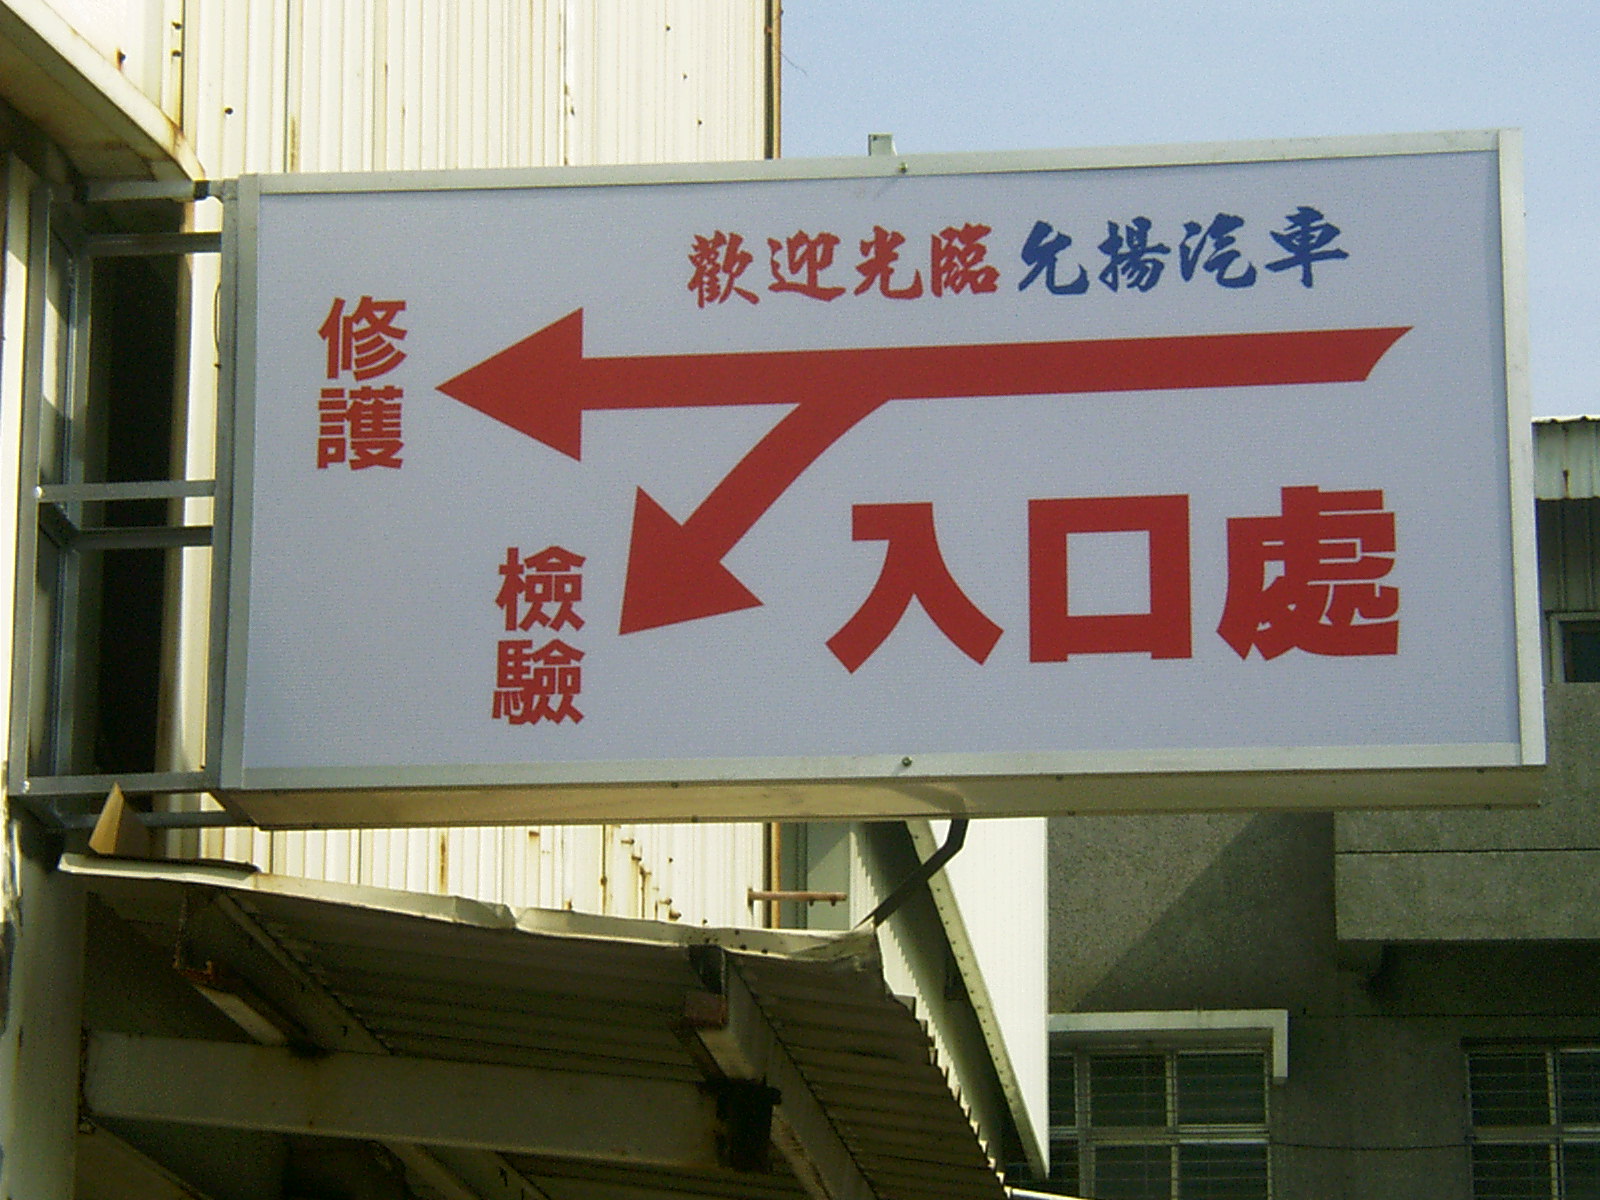 歡迎光臨允揚汽車
修護
檢驗
入口處